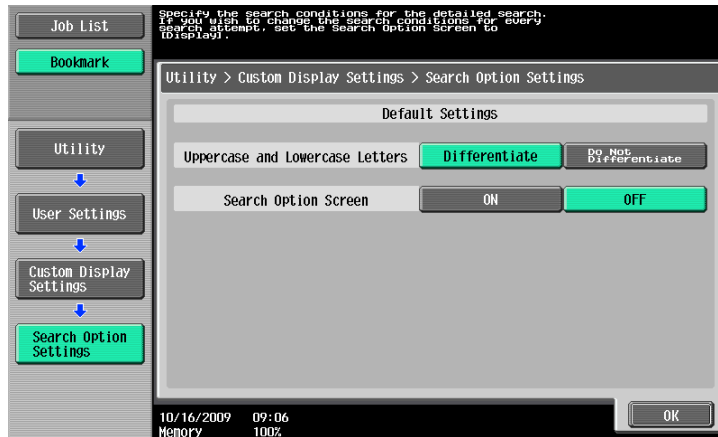 Job List
Bookmark
Specify the search conditions for the detailed search.
If you wish to change the search conditions for every
search attempt, set the Search Option Screen to
[Display].
Utility > Custom Display Settings > Search Option Settings
Default Settings
Uppercase and Lowercase Letters
Differentiate
Do Not
Differentiate
Search Option Screen
ON
OFF
Utility
User Settings
Custom Display
Settings
Search Option
Settings
10/16/2009 09:06
Memory 100%
OK